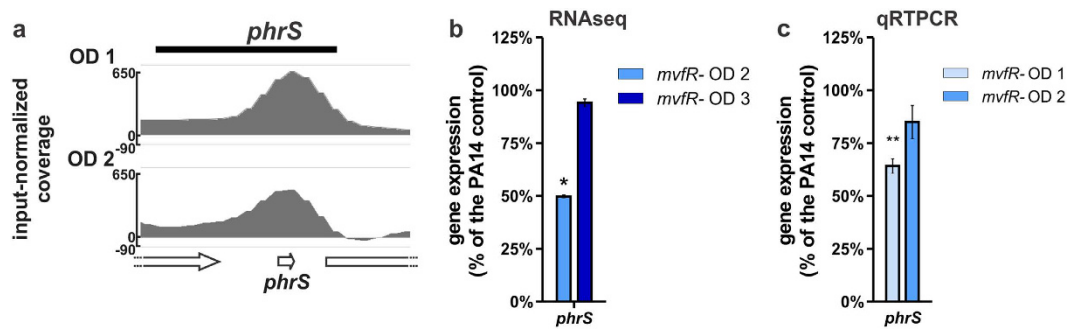 a
phrS
OD 1
650
0
-90
OD 2
650
0
-90
input-normalized
coverage
phrS
b
RNAseq
gene expression
(% of the PA14 control)
125%
100%
75%
50%
25%
0%
*
phrS
mvfR- OD 2
mvfR- OD 3
c
qRTPCR
gene expression
(% of the PA14 control)
125%
100%
75%
50%
25%
0%
**
phrS
mvfR- OD 1
mvfR- OD 2